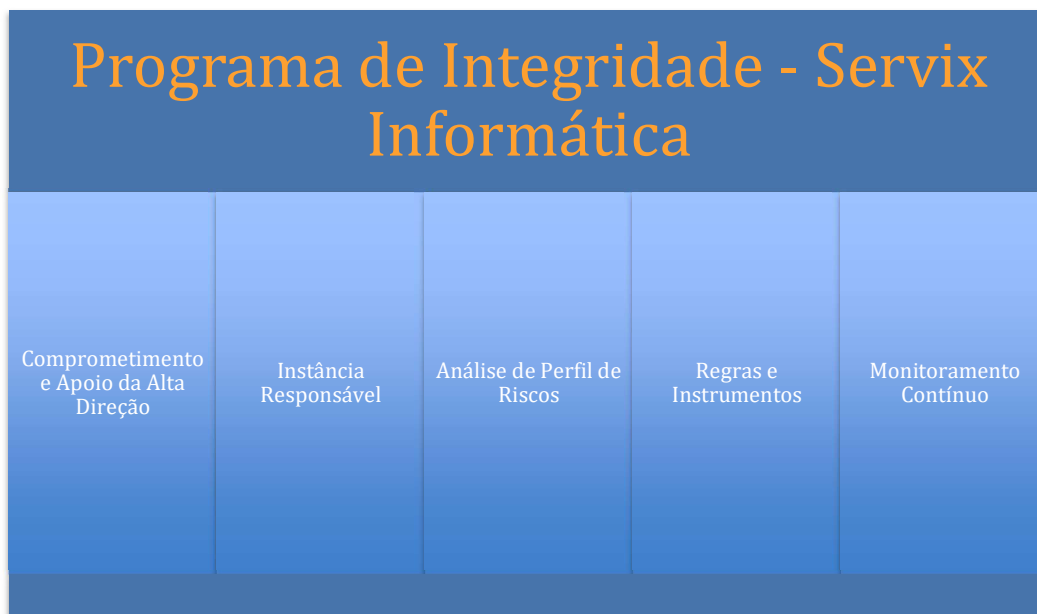 Programa de Integridade - Servix
Informática
Comprometimento
e Apoio da Alta
Direção
Instância
Responsável
Análise de Perfil de
Riscos
Regras e
Instrumentos
Monitoramento
Contínuo